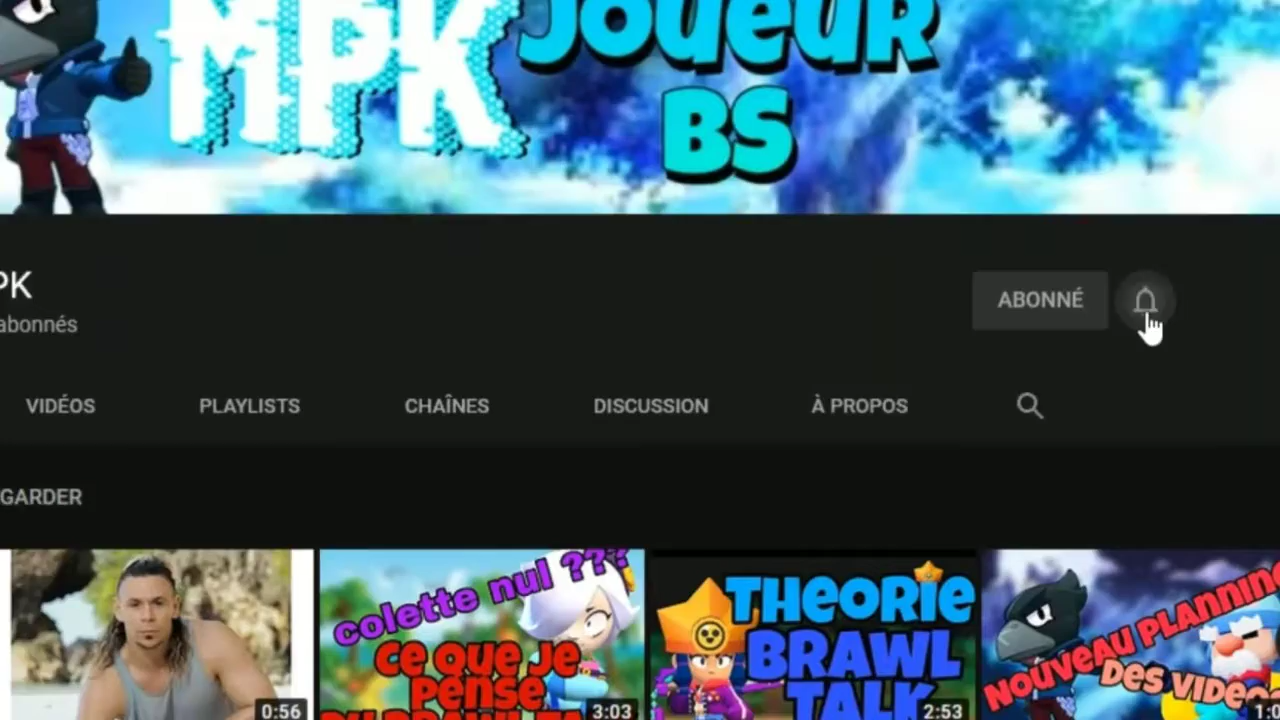 MPK
JOUEUR
BS
PK
abonnés
ABONNÉ
VIDÉOS
PLAYLISTS
CHAÎNES
DISCUSSION
À PROPOS
GARDER
0:56
colette nul ???
CE QUE JE
PENSE
3:03
THEORIE
BRAWL
TALK
2:53
NOUVEAU PLANNING
DES VIDEO